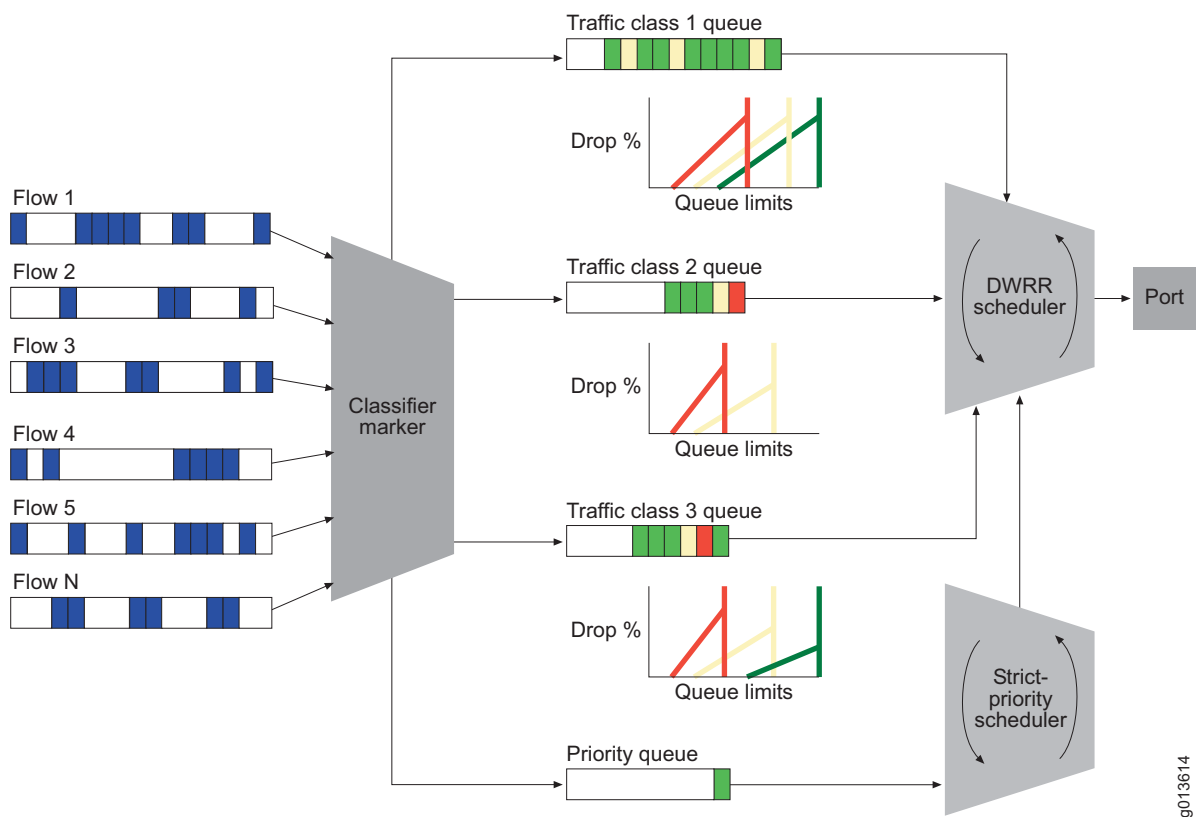 Traffic class 1 queue
Drop %
Queue limits
Flow 1
Flow 2
Flow 3
Flow 4
Flow 5
Flow N
Classifier
marker
Traffic class 2 queue
Drop %
Queue limits
Traffic class 3 queue
Drop %
Queue limits
Priority queue
DWRR
scheduler
Port
Strict-
priority
scheduler
g013614